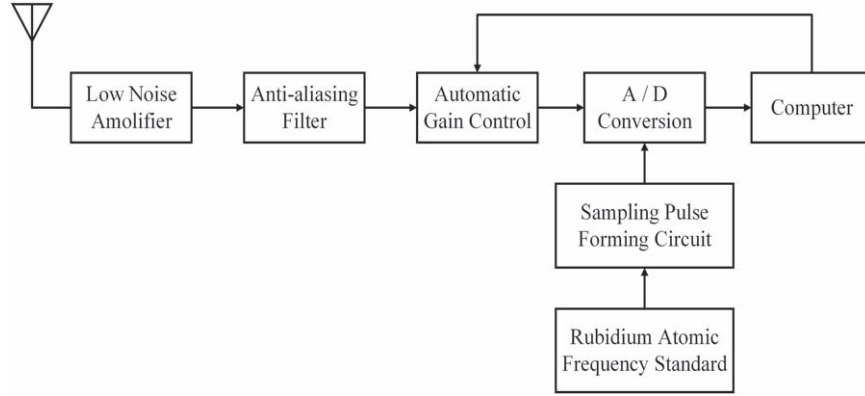 Low Noise
Amolifier
Anti-aliasing
Filter
Automatic
Gain Control
A / D
Conversion
Computer
Sampling Pulse
Forming Circuit
Rubidium Atomic
Frequency Standard